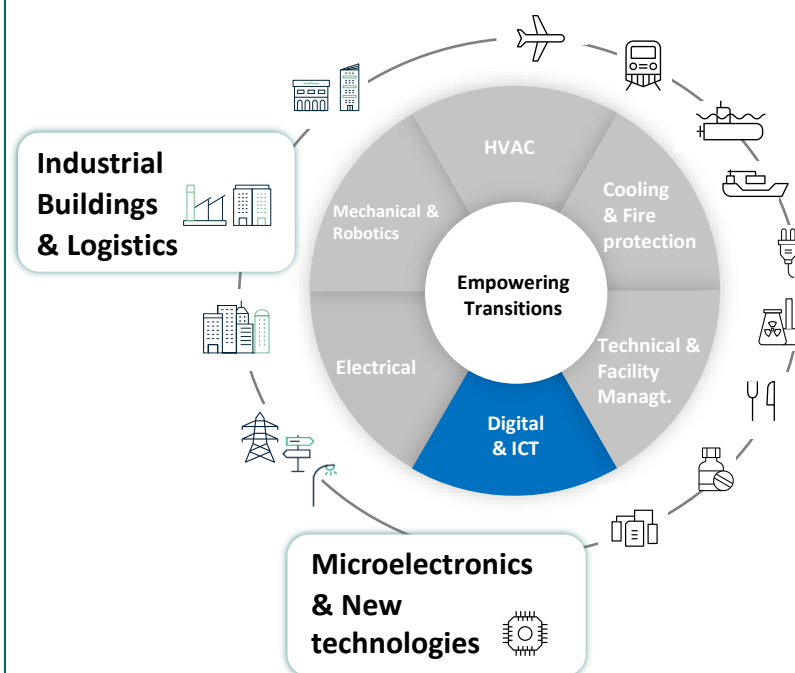 HVAC
Industrial
Buildings
& Logistics
Mechanical &
Robotics
Cooling
& Fire
protection
Empowering
Transitions
Electrical
Technical &
Facility
Managt.
Digital
& ICT
Microelectronics
& New
technologies